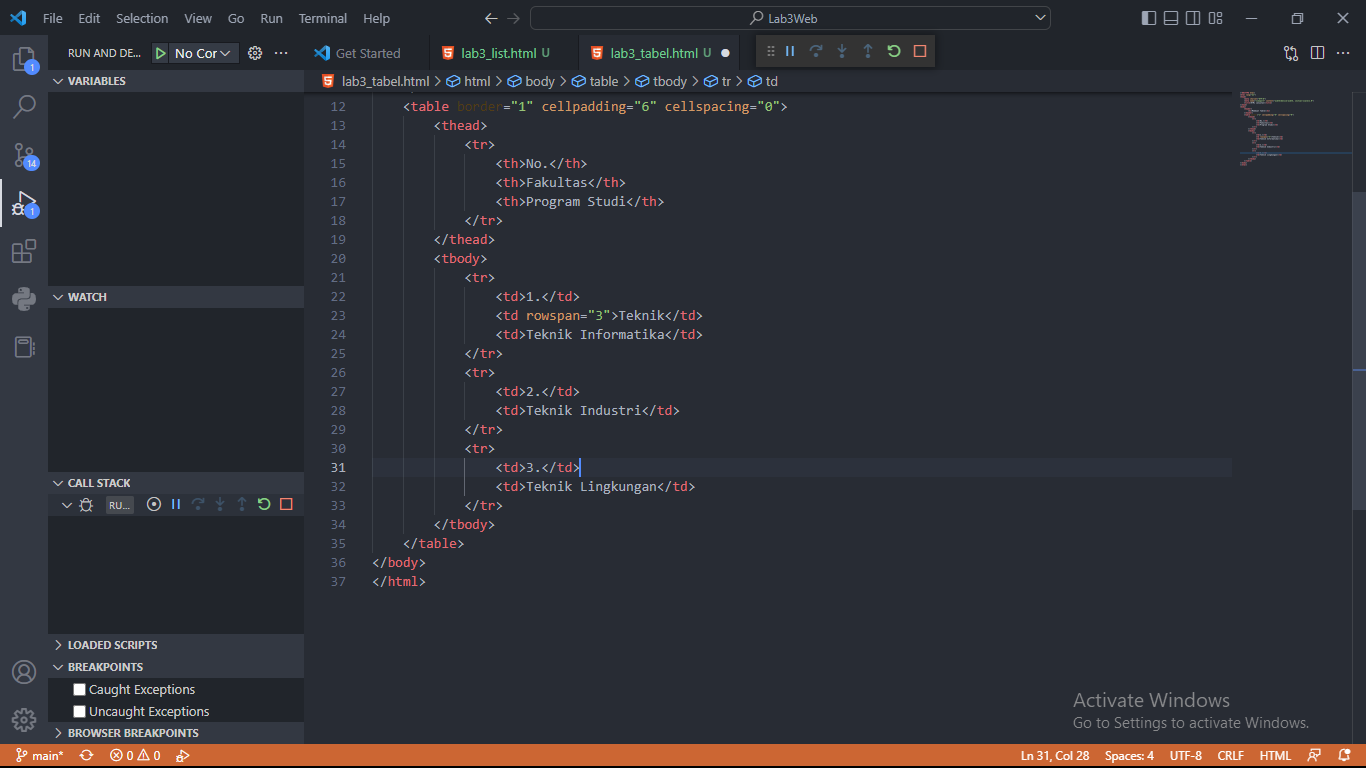 File Edit Selection View Go Run Terminal Help Lab3Web
RUN AND DE... No Cor Get Started lab3_list.html U lab3_tabel.html U
lab3_tabel.html > html > body > table > tbody > tr > td
VARIABLES
WATCH
CALL STACK
RU...
LOADED SCRIPTS
BREAKPOINTS
Caught Exceptions
Uncaught Exceptions
BROWSER BREAKPOINTS
1
14
1
12 <table border="1" cellpadding="6" cellspacing="0">
13 <thead>
14 <tr>
15 <th>No.</th>
16 <th>Fakultas</th>
17 <th>Program Studi</th>
18 </tr>
19 </thead>
20 <tbody>
21 <tr>
22 <td>1.</td>
23 <td rowspan="3">Teknik</td>
24 <td>Teknik Informatika</td>
25 </tr>
26 <tr>
27 <td>2.</td>
28 <td>Teknik Industri</td>
29 </tr>
30 <tr>
31 <td>3.</td>
32 <td>Teknik Lingkungan</td>
33 </tr>
34 </tbody>
35 </table>
36 </body>
37 </html>
Activate Windows
Go to Settings to activate Windows.
main* 0 0 Ln 31, Col 28 Spaces: 4 UTF-8 CRLF HTML